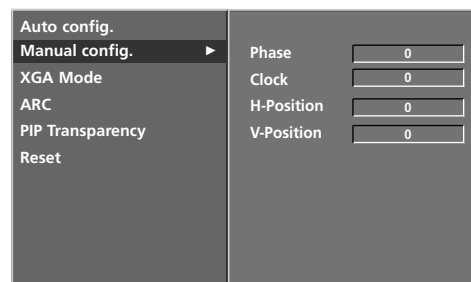 Auto config.
Manual config. ►
XGA Mode
ARC
PIP Transparency
Reset
Phase 0
Clock 0
H-Position 0
V-Position 0